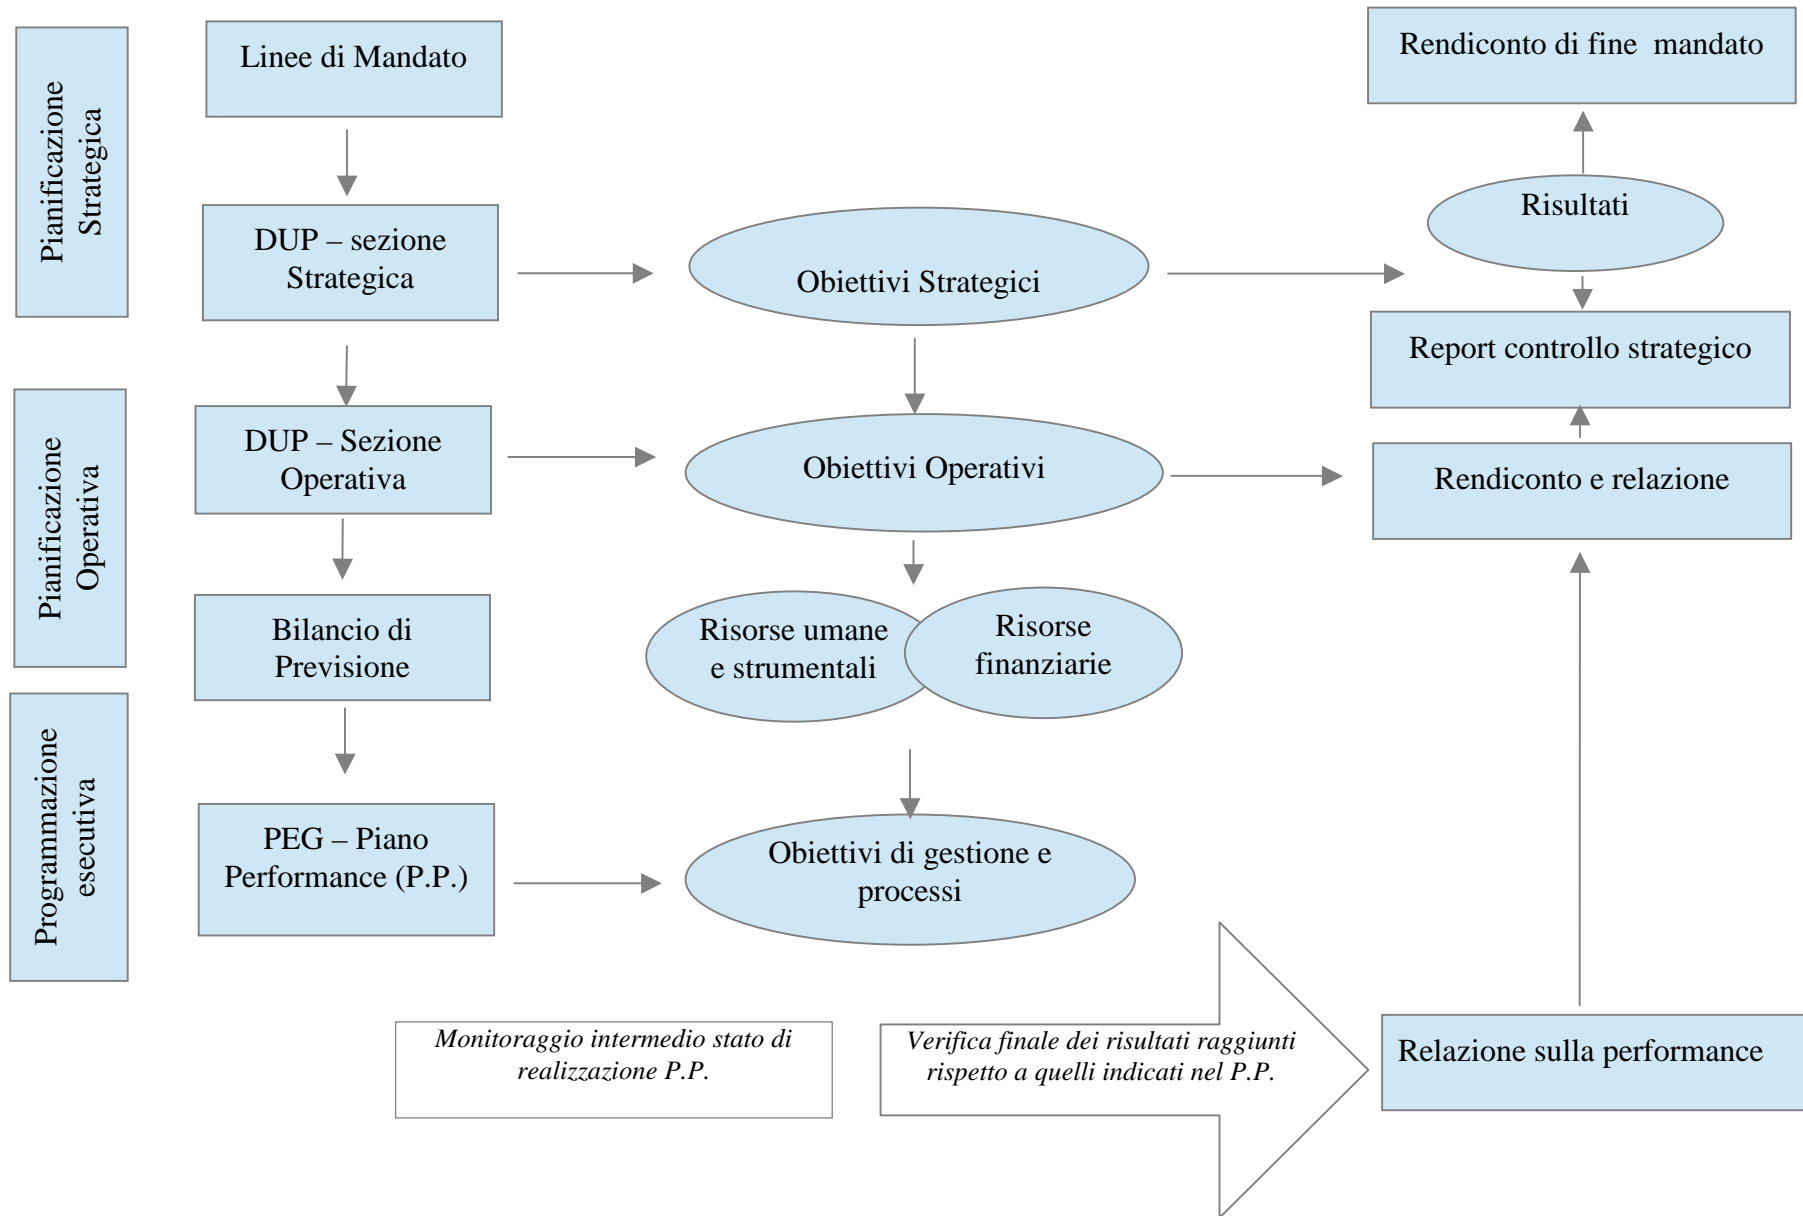 Pianificazione
Strategica
Linee di Mandato
Rendiconto di fine  mandato
Risultati
DUP – sezione
Strategica
Obiettivi Strategici
Report controllo strategico
Pianificazione
Operativa
DUP – Sezione
Operativa
Obiettivi Operativi
Rendiconto e relazione
Bilancio di
Previsione
Risorse umane
e strumentali
Risorse
finanziarie
Programmazione
esecutiva
PEG – Piano
Performance (P.P.)
Obiettivi di gestione e
processi
Monitoraggio intermedio stato di
realizzazione P.P.
Verifica finale dei risultati raggiunti
rispetto a quelli indicati nel P.P.
Relazione sulla performance